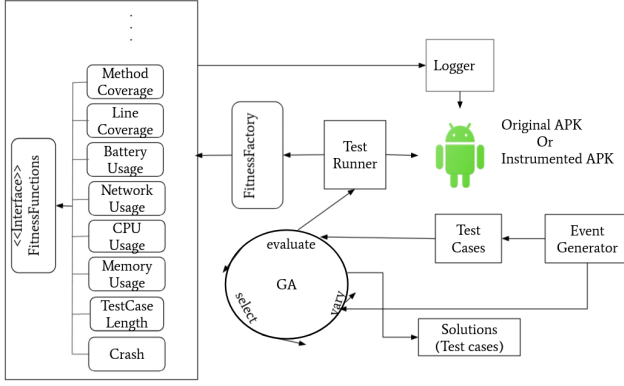 .
.
.
Method
Coverage
Line
Coverage
Battery
Usage
Network
Usage
CPU
Usage
Memory
Usage
TestCase
Length
Crash
<<Interface>>
FitnessFunctions
FitnessFactory
Test
Runner
Logger
Original APK
Or
Instrumented APK
evaluate
GA
select
vary
Test
Cases
Event
Generator
Solutions
(Test cases)